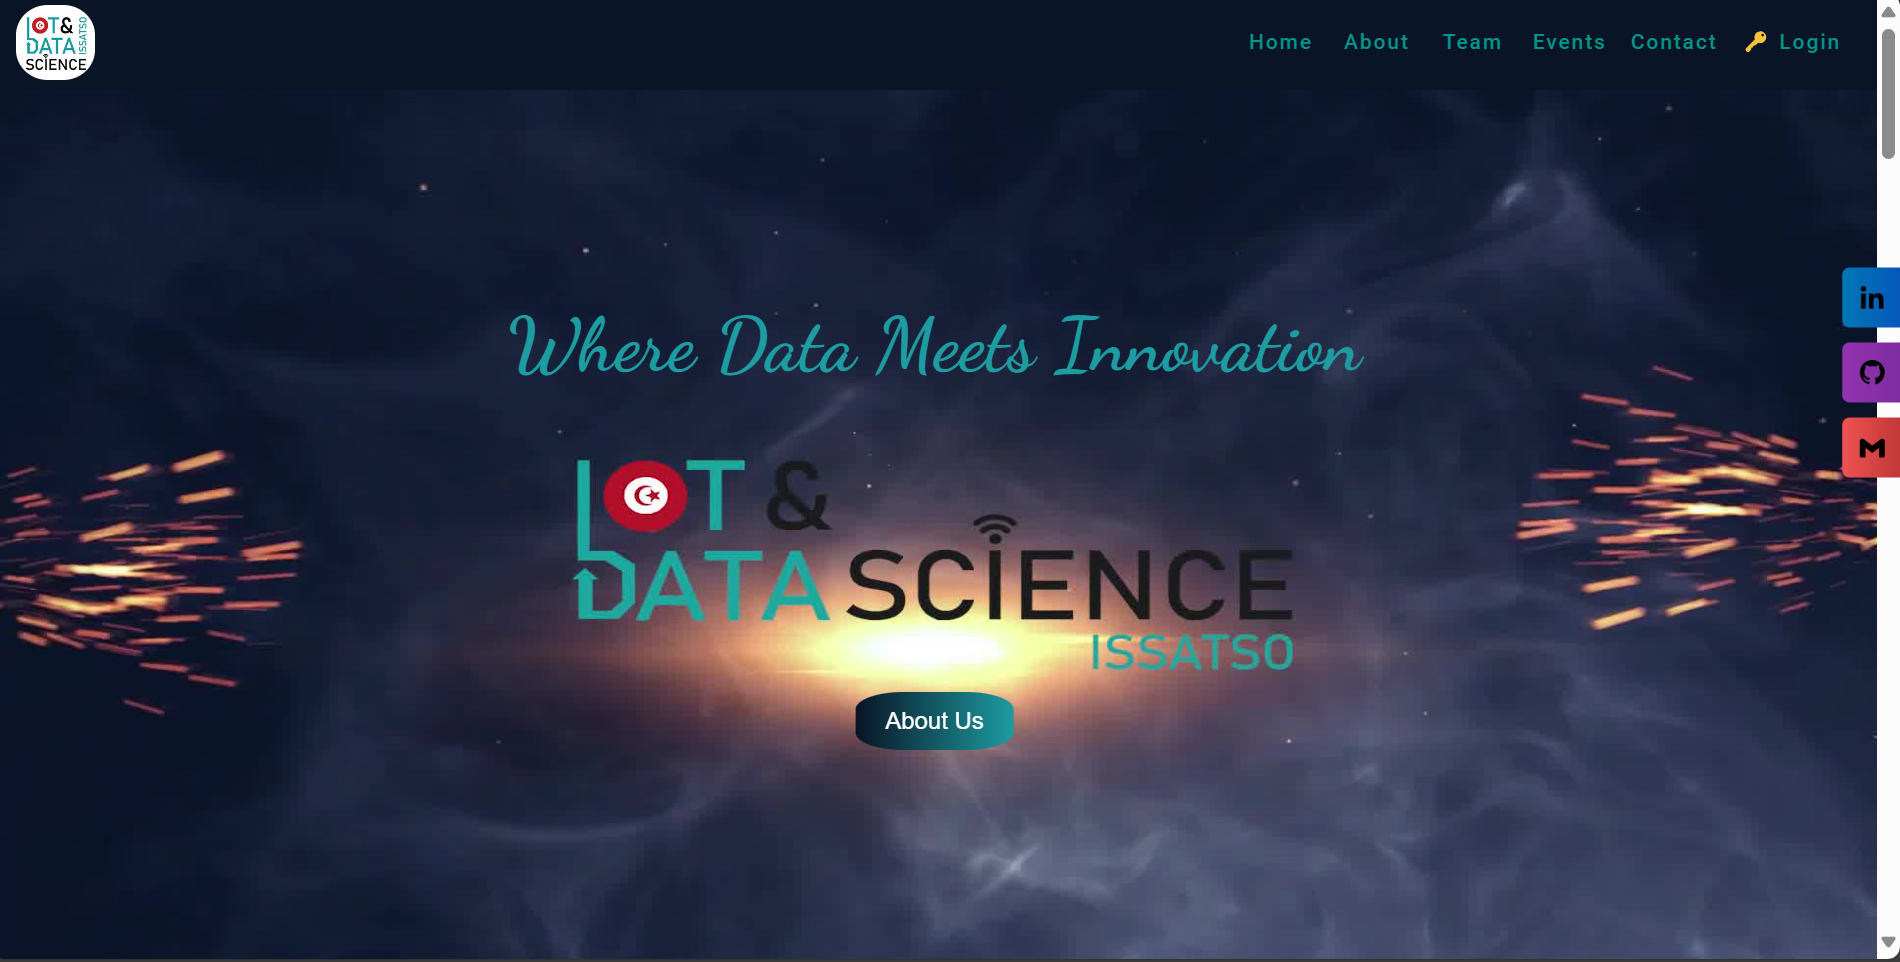 IOT&
DATA
ISSATSO
SCIENCE
Home About Team Events Contact Login
Where Data Meets Innovation
IOT &
DATA SCIENCE
ISSATSO
About Us
in